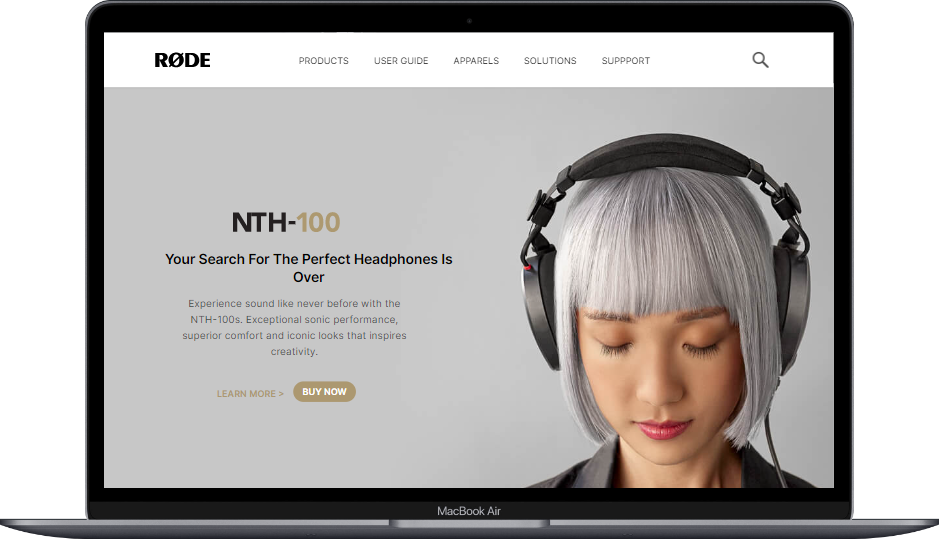 RØDE
PRODUCTS USER GUIDE APPARELS SOLUTIONS SUPPPORT
NTH-100
Your Search For The Perfect Headphones Is
Over
Experience sound like never before with the
NTH-100s. Exceptional sonic performance,
superior comfort and iconic looks that inspires
creativity.
LEARN MORE > BUY NOW
MacBook Air